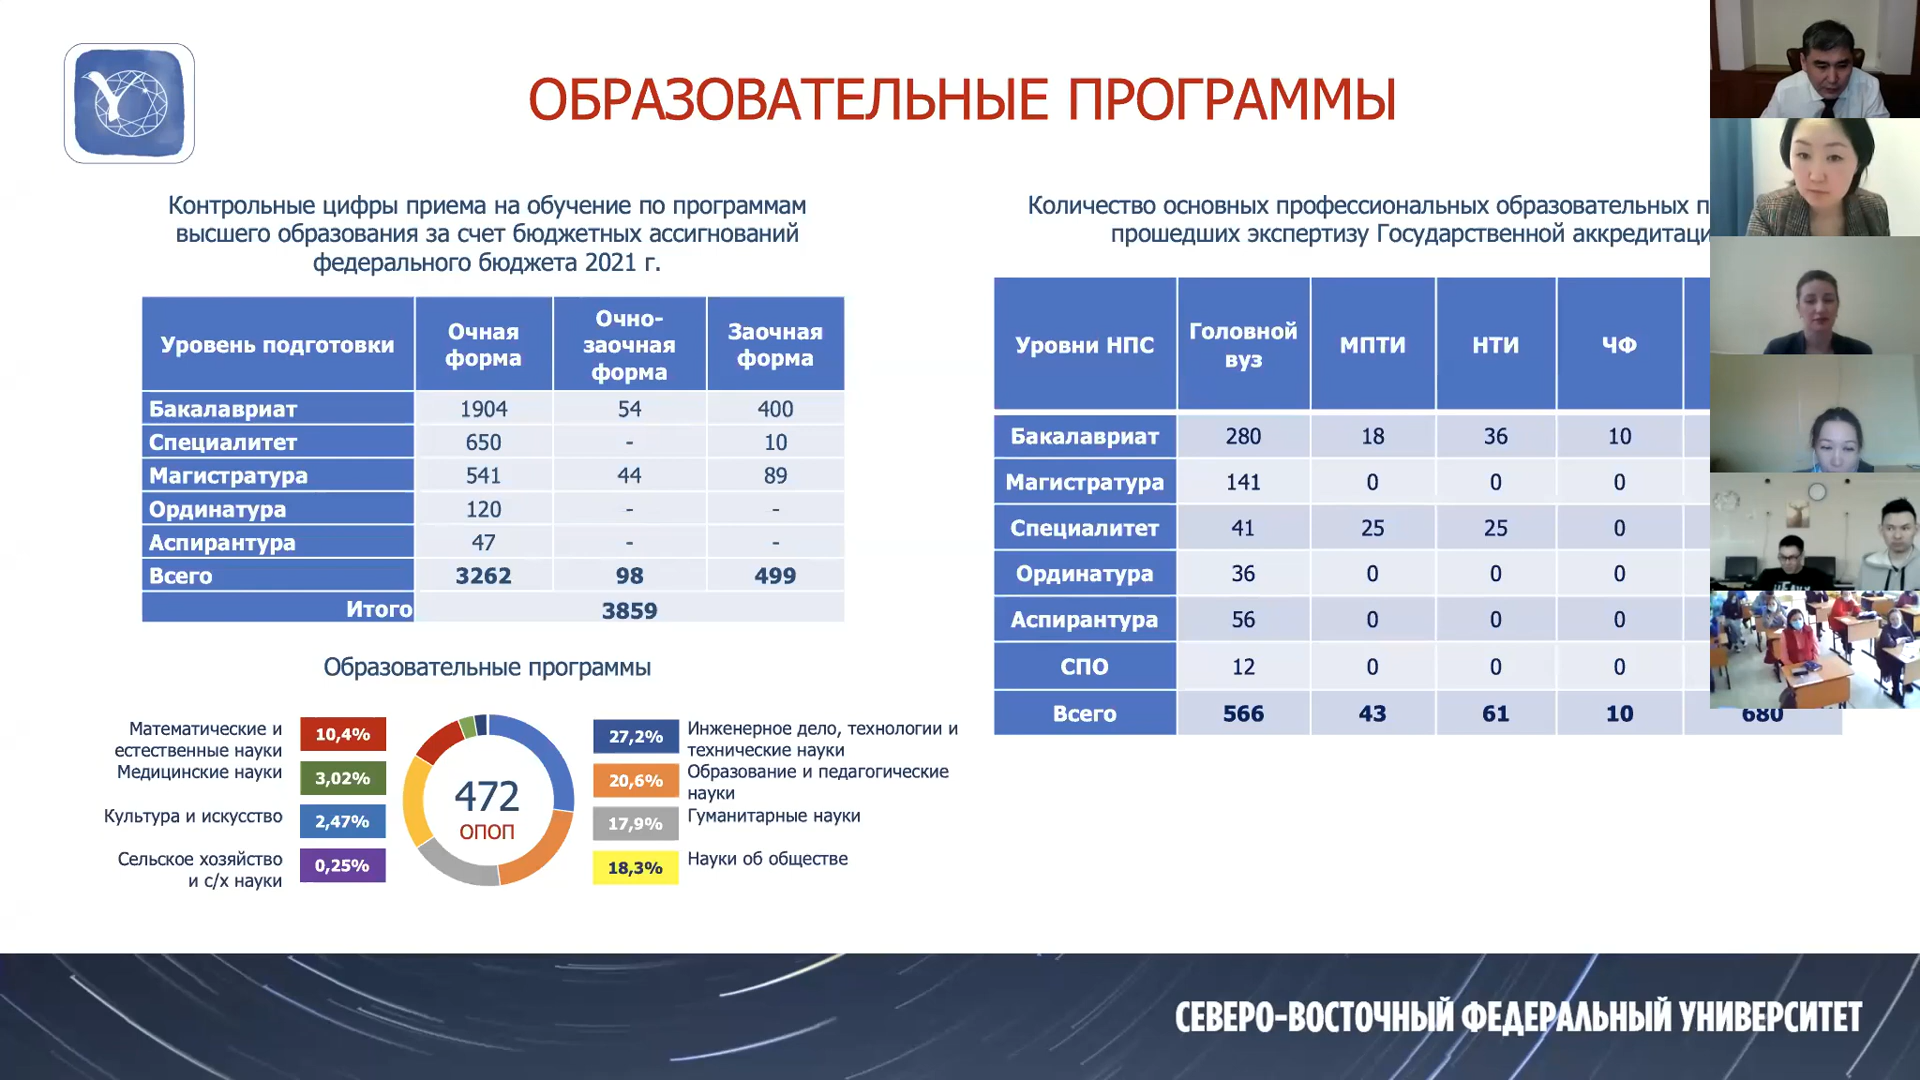 ОБРАЗОВАТЕЛЬНЫЕ ПРОГРАММЫ
Контрольные цифры приема на обучение по программам
высшего образования за счет бюджетных ассигнований
федерального бюджета 2021 г.
Уровень подготовки Очная форма Очно-заочная форма Заочная форма
Бакалавриат 1904 54 400
Специалитет 650 - 10
Магистратура 541 44 89
Ординатура 120 - -
Аспирантура 47 - -
Всего 3262 98 499
Итого 3859
Образовательные программы
Математические и
естественные науки
10,4%
Медицинские науки 3,02%
Культура и искусство 2,47%
Сельское хозяйство
и с/х науки
0,25%
472
ОПОП
27,2% Инженерное дело, технологии и
технические науки
20,6% Образование и педагогические
науки
17,9% Гуманитарные науки
18,3% Науки об обществе
Количество основных профессиональных образовательных
прошедших экспертизу Государственной
Уровни НПС Головной вуз МПТИ НТИ ЧФ
Бакалавриат 280 18 36 10
Магистратура 141 0 0 0
Специалитет 41 25 25 0
Ординатура 36 0 0 0
Аспирантура 56 0 0 0
СПО 12 0 0 0
Всего 566 43 61 10 680
СЕВЕРО-ВОСТОЧНЫЙ ФЕДЕРАЛЬНЫЙ УНИВЕРСИТЕТ